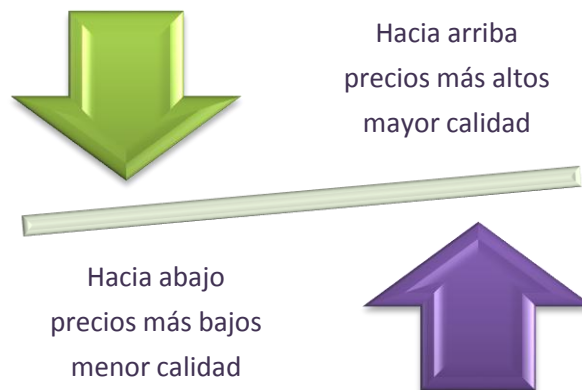 Hacia arriba
precios más altos
mayor calidad
Hacia abajo
precios más bajos
menor calidad